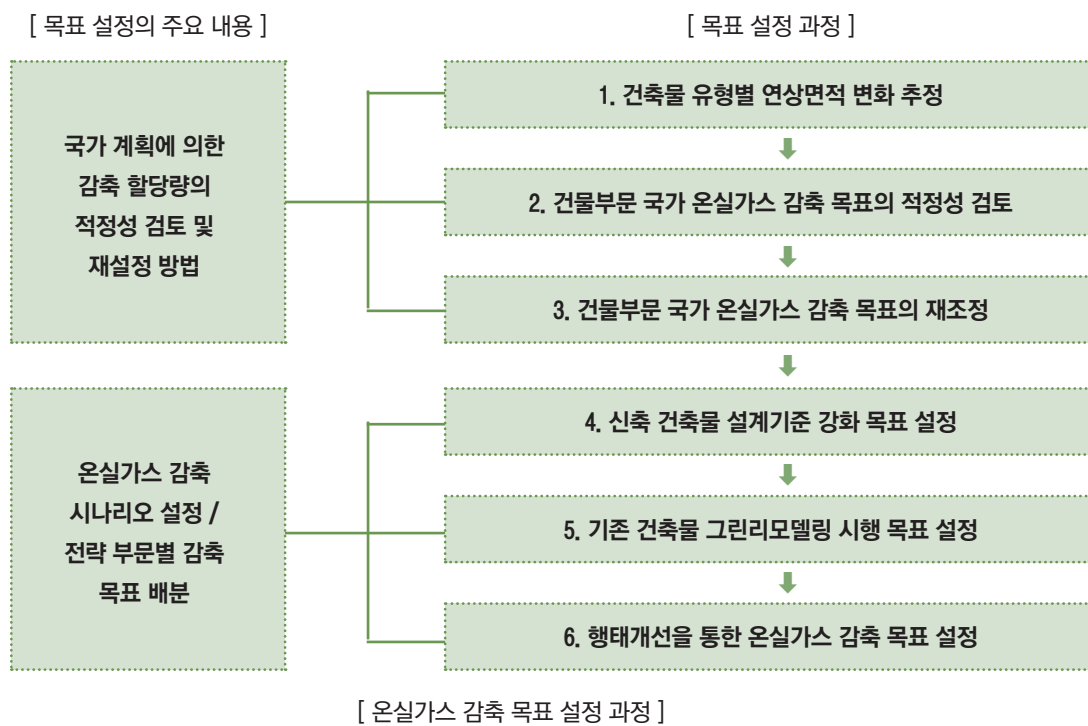 [ 목표 설정의 주요 내용 ]
[ 목표 설정 과정 ]
국가 계획에 의한
감축 할당량의
적정성 검토 및
재설정 방법
1. 건축물 유형별 연상면적 변화 추정
2. 건물부문 국가 온실가스 감축 목표의 적정성 검토
3. 건물부문 국가 온실가스 감축 목표의 재조정
온실가스 감축
시나리오 설정 /
전략 부문별 감축
목표 배분
4. 신축 건축물 설계기준 강화 목표 설정
5. 기존 건축물 그린리모델링 시행 목표 설정
6. 행태개선을 통한 온실가스 감축 목표 설정
[ 온실가스 감축 목표 설정 과정 ]